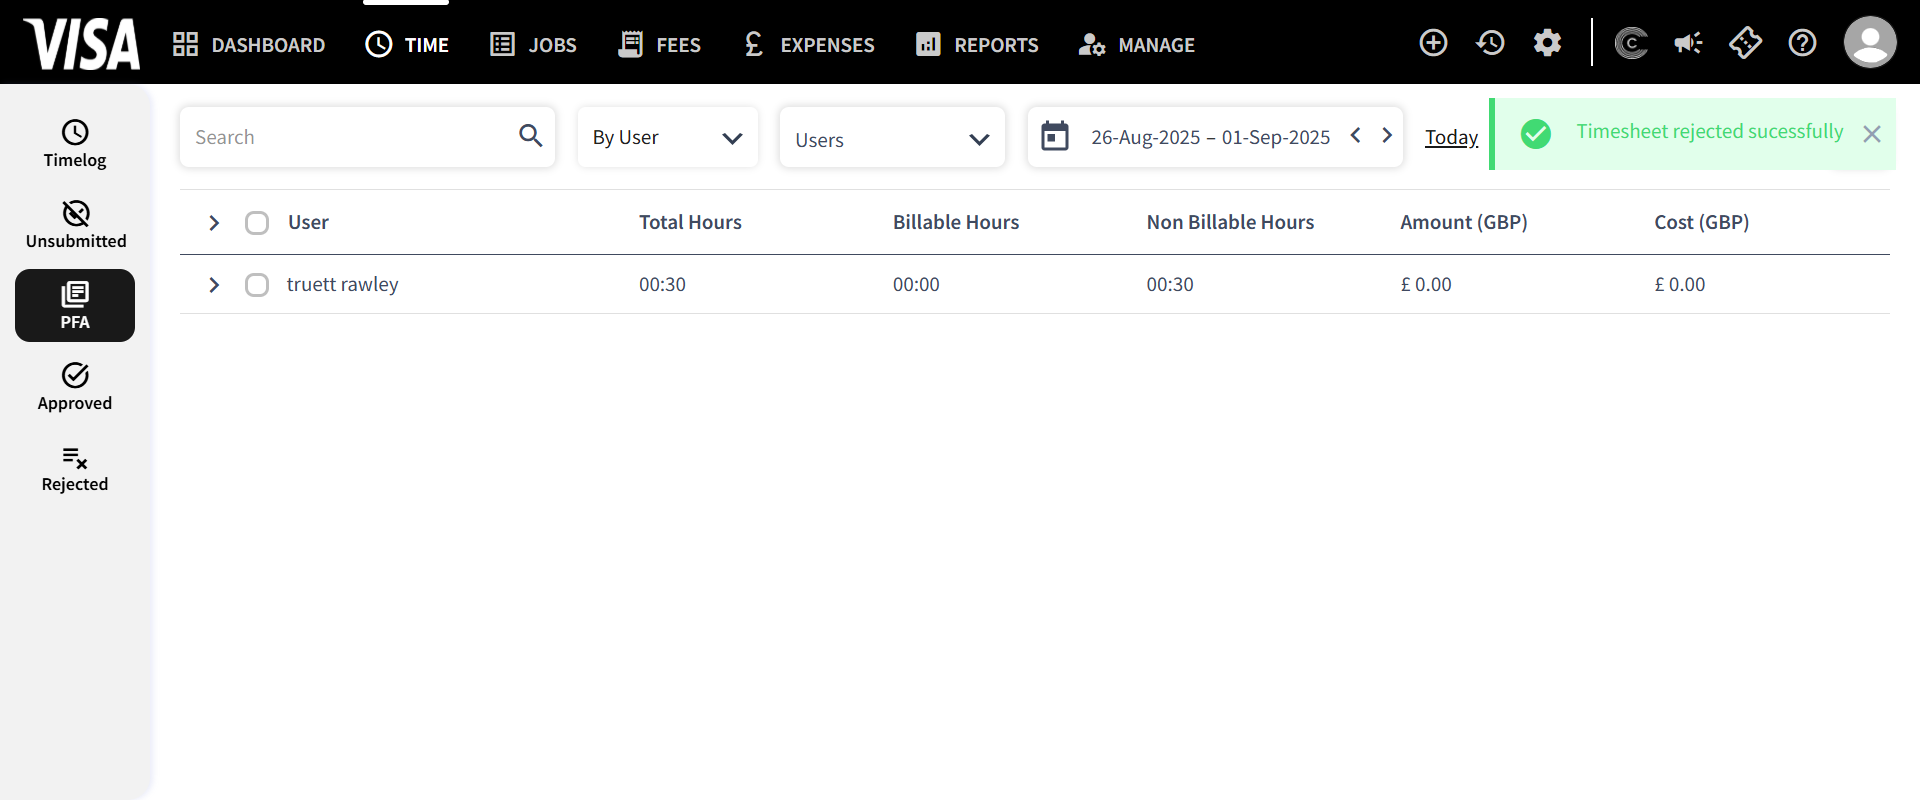 VISA DASHBOARD TIME JOBS FEES EXPENSES REPORTS MANAGE
Timelog
Unsubmitted
PFA
Approved
Rejected
Search By User Users 26-Aug-2025 – 01-Sep-2025 Today Timesheet rejected sucessfully
User Total Hours Billable Hours Non Billable Hours Amount (GBP) Cost (GBP)
truett rawley 00:30 00:00 00:30 £ 0.00 £ 0.00